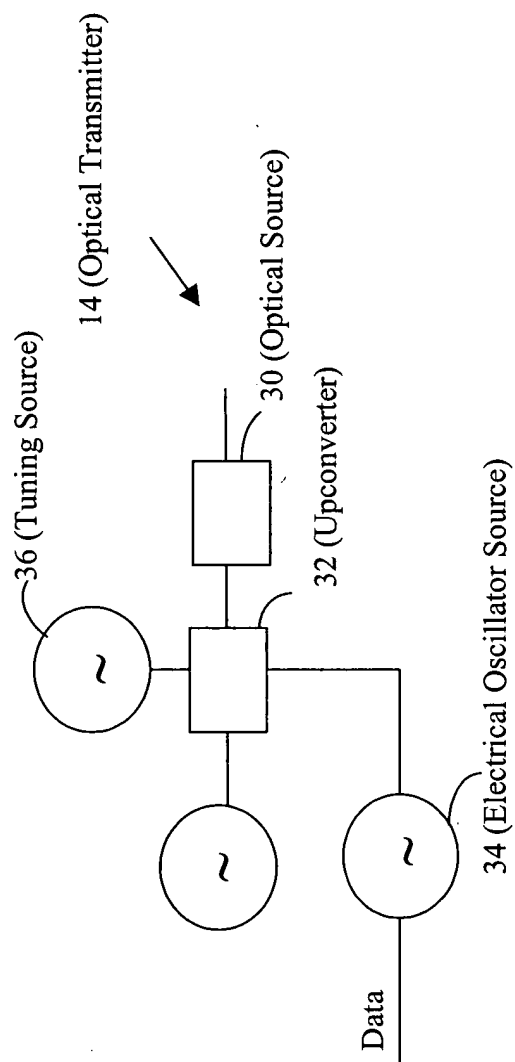 14 (Optical Transmitter)
36 (Tuning Source)
30 (Optical Source)
32 (Upconverter)
34 (Electrical Oscillator Source)
Data
~
~
~